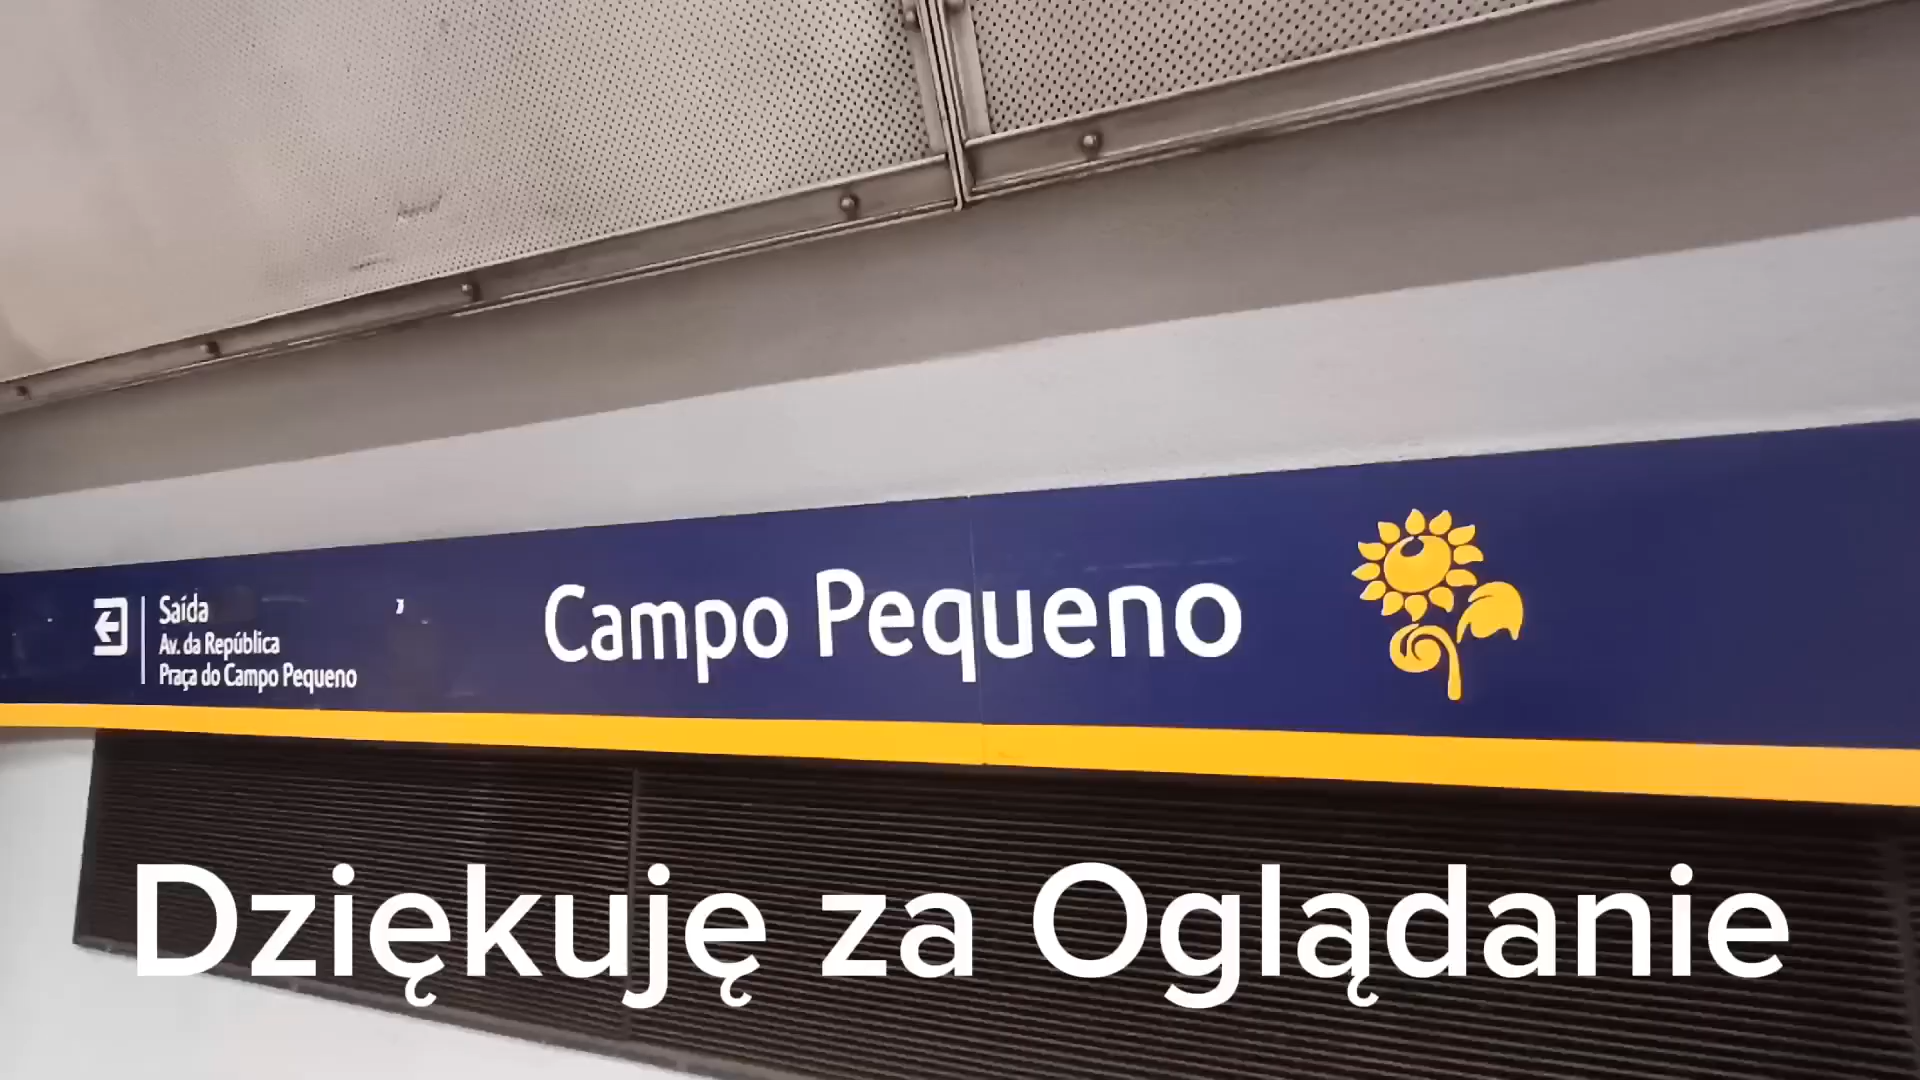 Saída
Av. da República
Praça do Campo Pequeno
Campo Pequeno
Dziękuję za Oglądanie